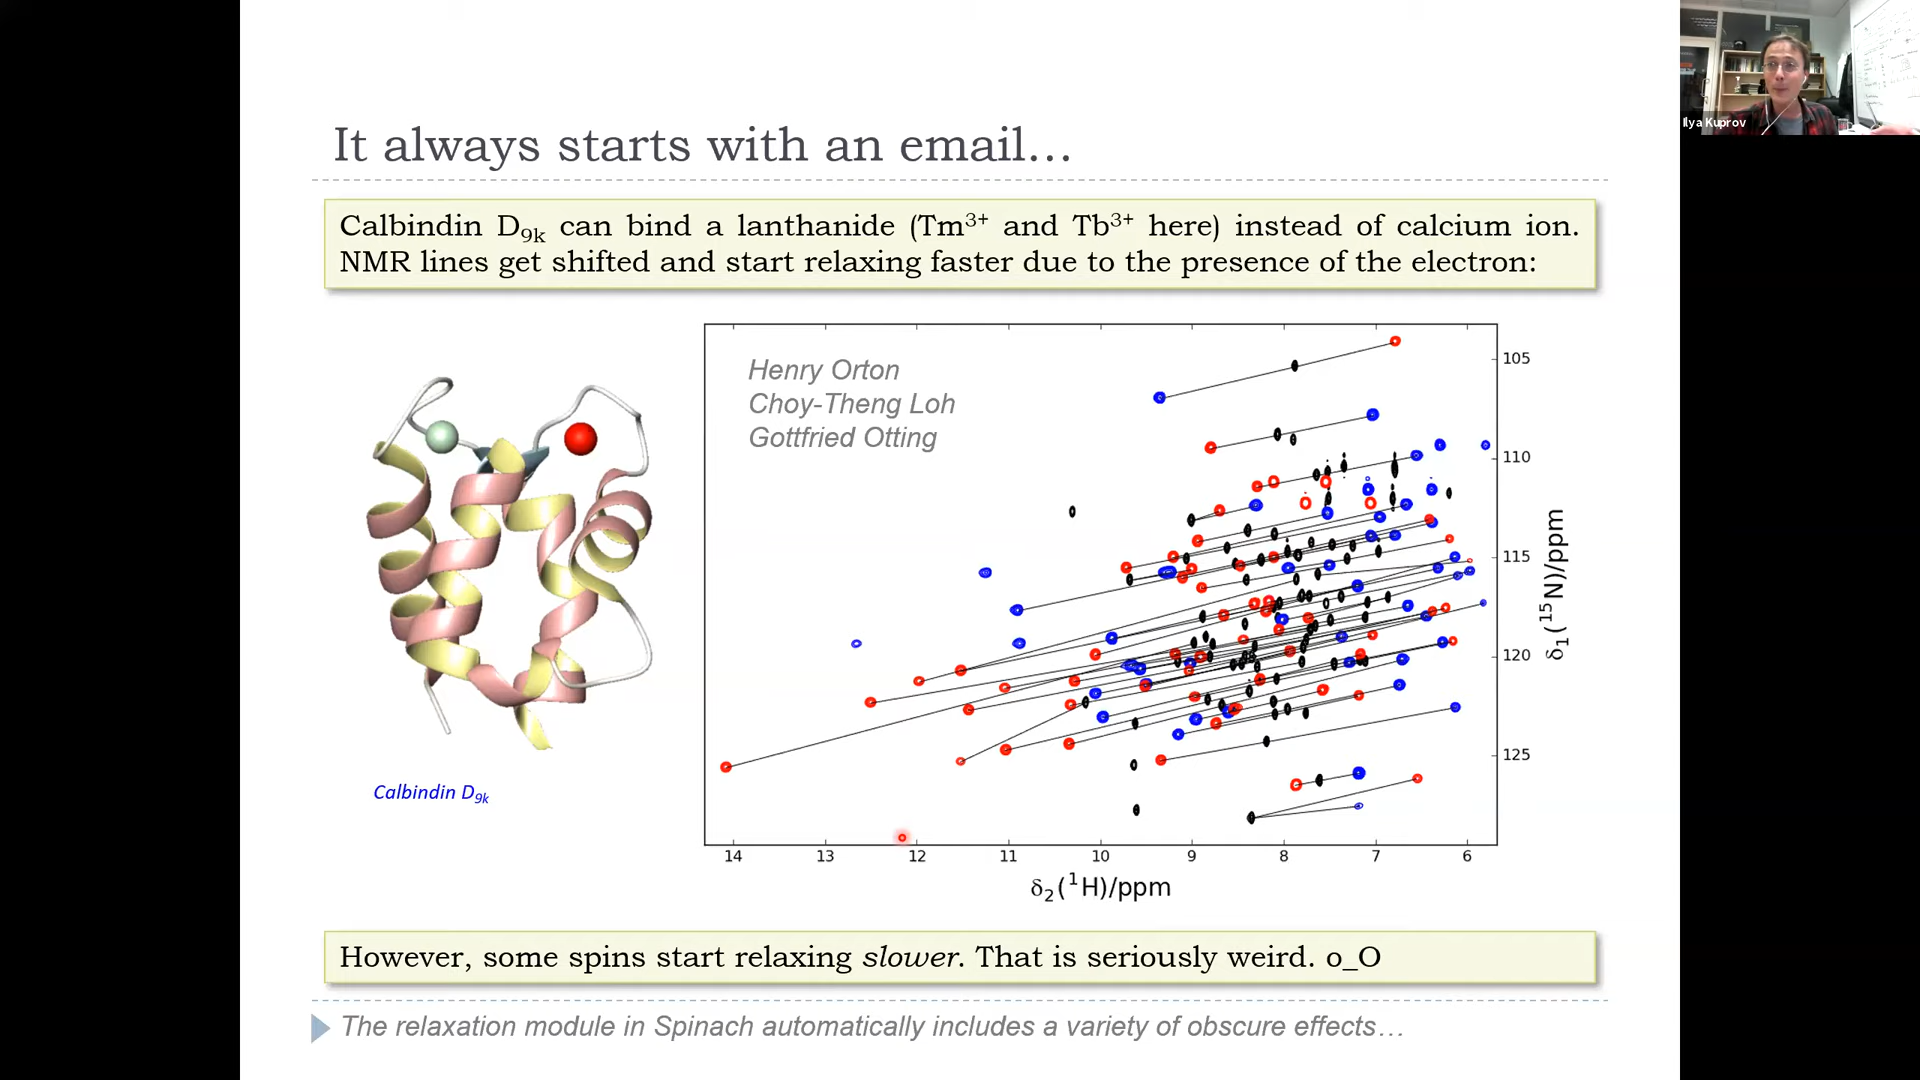 Ilya Kuprov
It always starts with an email...
Calbindin D9k can bind a lanthanide (Tm3+ and Tb3+ here) instead of calcium ion.
NMR lines get shifted and start relaxing faster due to the presence of the electron:
Henry Orton
Choy-Theng Loh
Gottfried Otting
105
110
115
120
125
δ1(15N)/ppm
14 13 12 11 10 9 8 7 6
δ2(1H)/ppm
Calbindin D9k
However, some spins start relaxing slower. That is seriously weird. o_O
The relaxation module in Spinach automatically includes a variety of obscure effects...